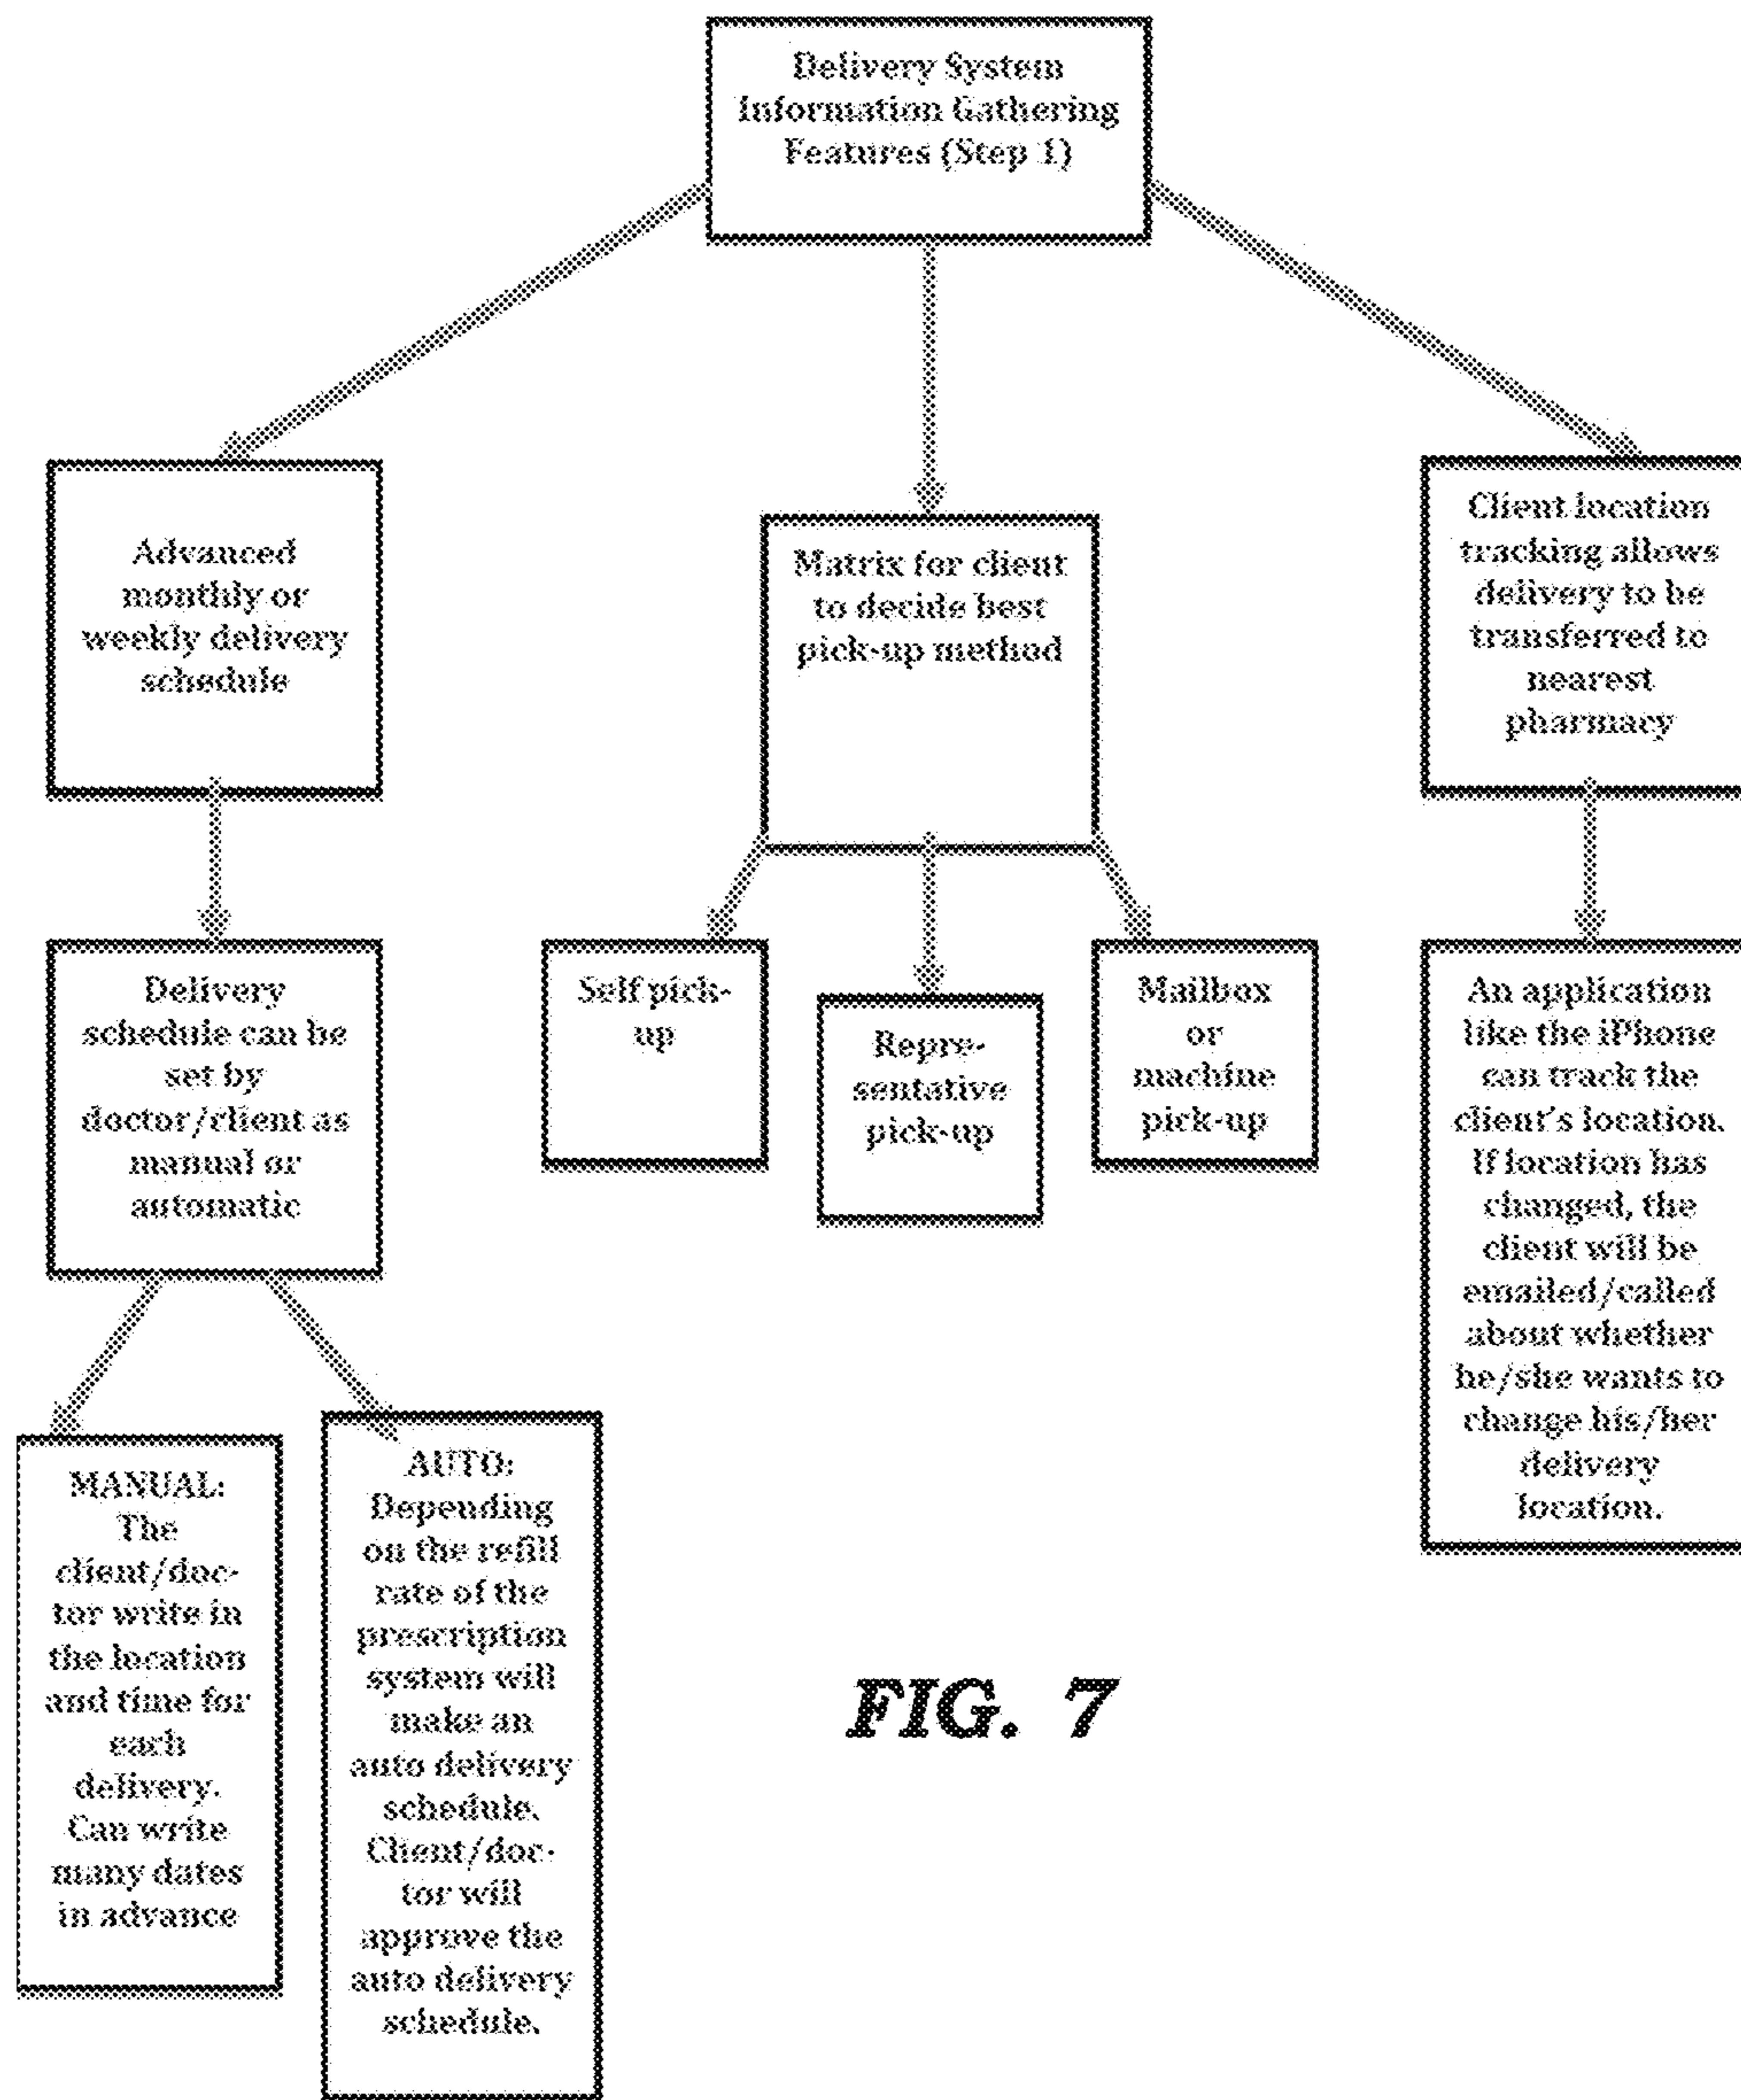 Delivery System
Information Gathering
Features (Step 1)
Advanced
monthly or
weekly delivery
schedule
Matrix for client
to decide best
pick-up method
Client location
tracking allows
delivery to be
transferred to
nearest
pharmacy
Delivery
schedule can be
set by
doctor/client as
manual or
automatic
Self pick-
up
Repre-
sentative
pick-up
Mailbox
or
machine
pick-up
An application
like the iPhone
can track the
client's location.
If location has
changed, the
client will be
emailed/called
about whether
he/she wants to
change his/her
delivery
location.
MANUAL:
The
client/doc-
tor write in
the location
and time for
each
delivery.
Can write
many dates
in advance
AUTO:
Depending
on the refill
rate of the
prescription
system will
make an
auto delivery
schedule.
Client/doc-
tor will
approve the
auto delivery
schedule.
FIG. 7